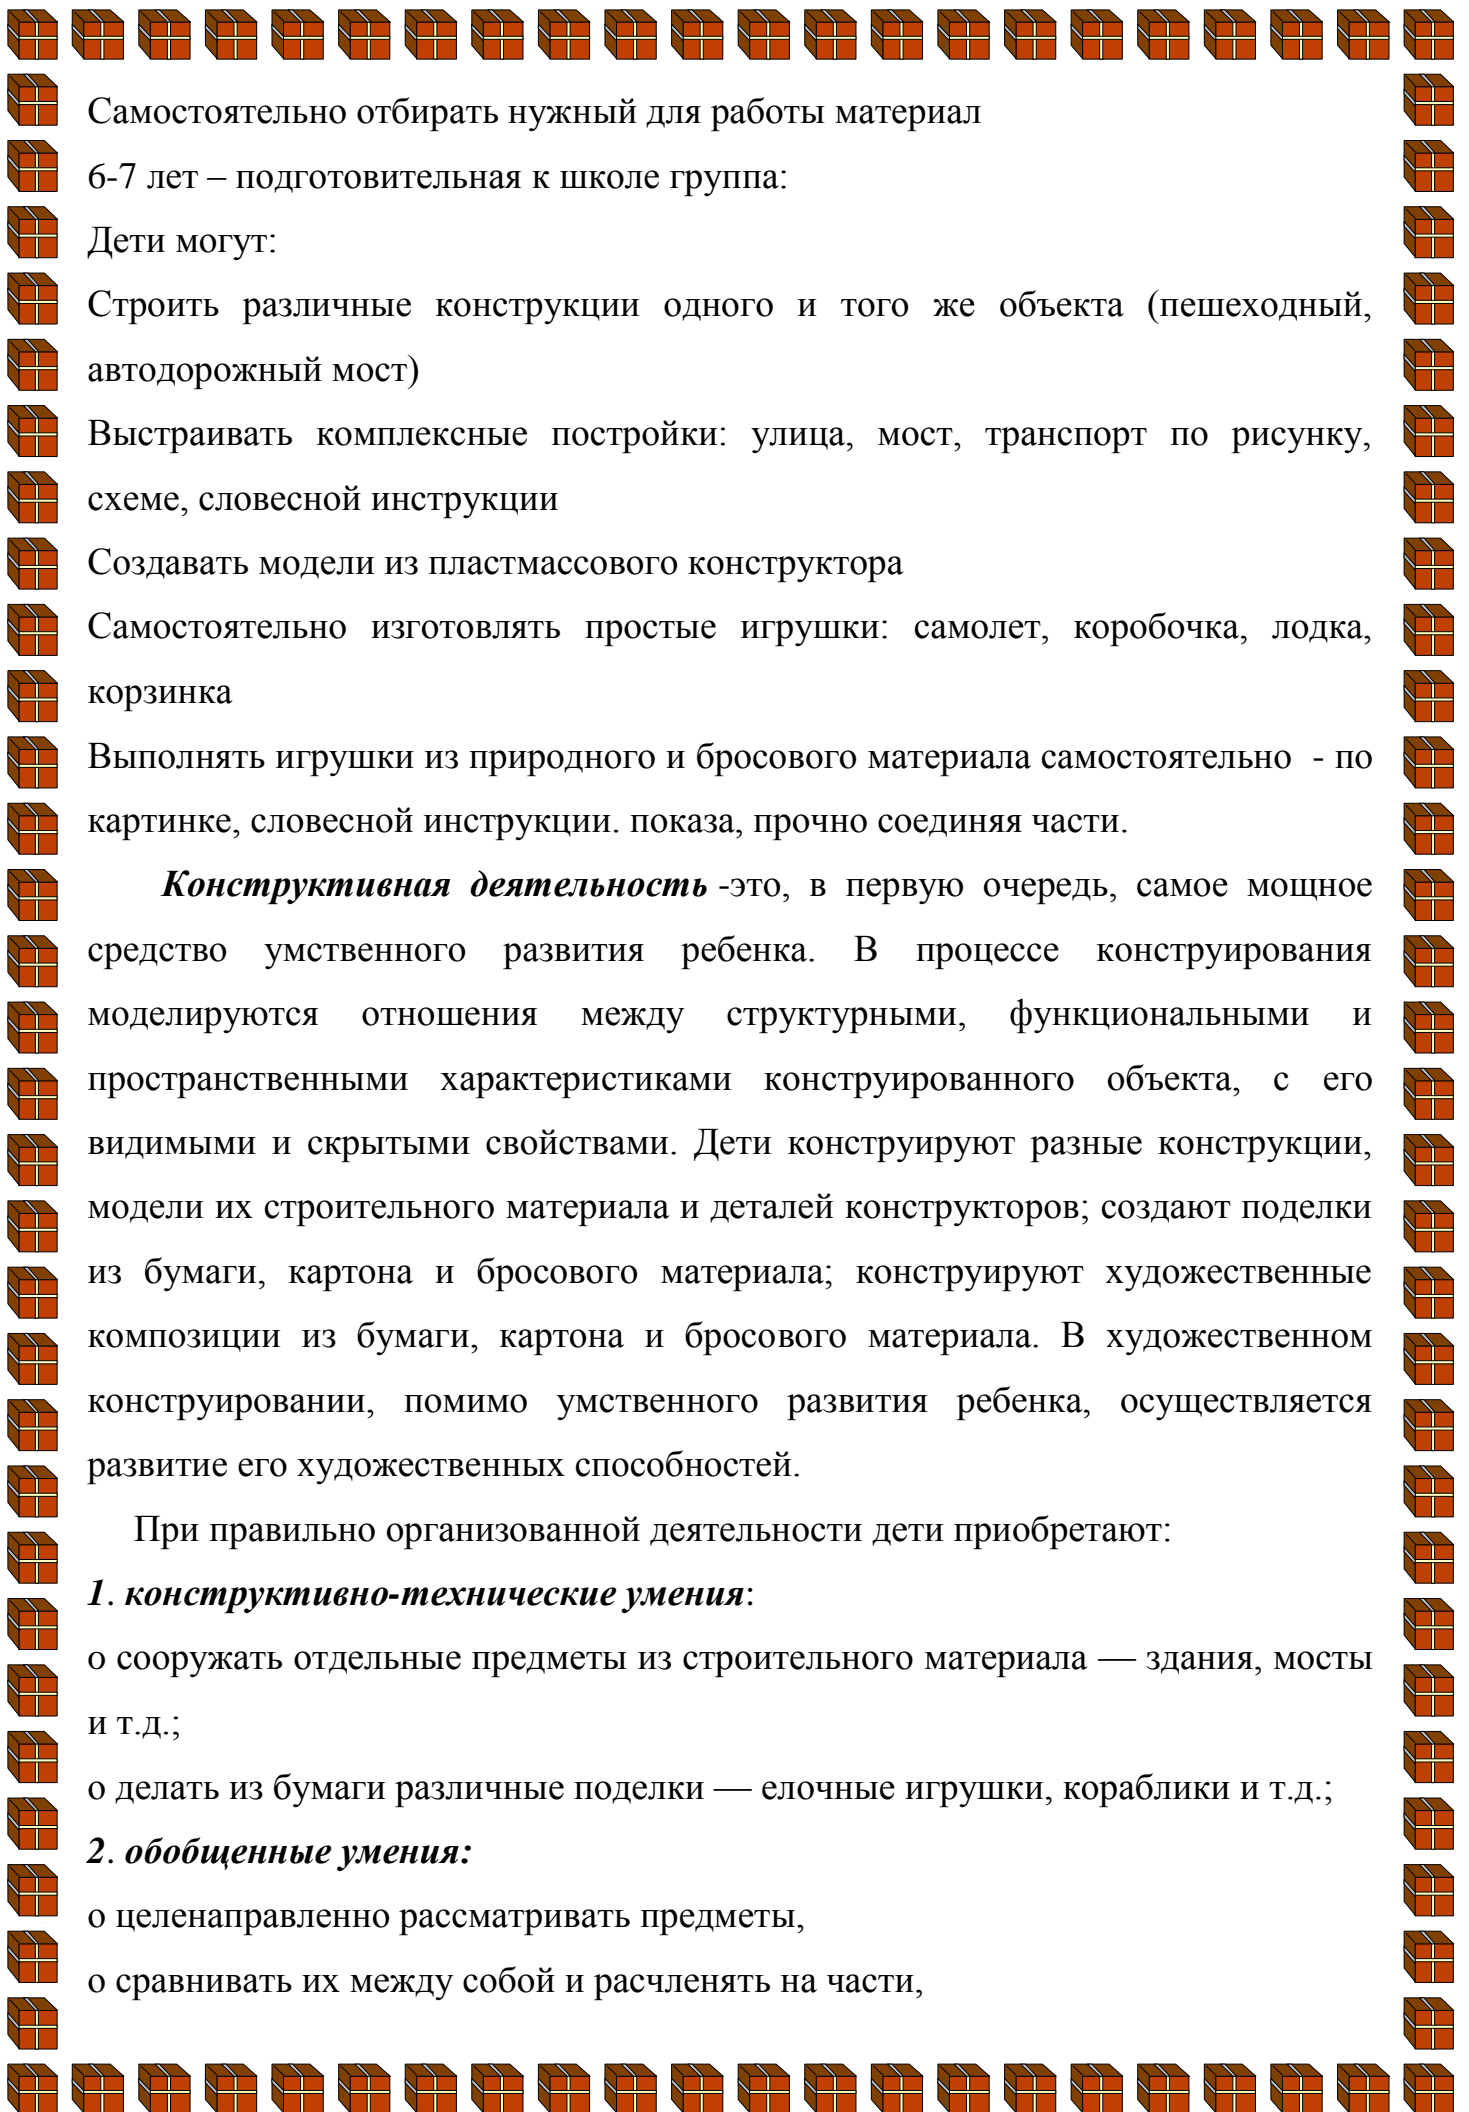 Самостоятельно отбирать нужный для работы материал
6-7 лет – подготовительная к школе группа:
Дети могут:
Строить различные конструкции одного и того же объекта (пешеходный,
автодорожный мост)
Выстраивать комплексные постройки: улица, мост, транспорт по рисунку,
схеме, словесной инструкции
Создавать модели из пластмассового конструктора
Самостоятельно изготовлять простые игрушки: самолет, коробочка, лодка,
корзинка
Выполнять игрушки из природного и бросового материала самостоятельно - по
картинке, словесной инструкции. показа, прочно соединяя части.
Конструктивная деятельность -это, в первую очередь, самое мощное
средство умственного развития ребенка. В процессе конструирования
моделируются отношения между структурными, функциональными и
пространственными характеристиками конструированного объекта, с его
видимыми и скрытыми свойствами. Дети конструируют разные конструкции,
модели их строительного материала и деталей конструкторов; создают поделки
из бумаги, картона и бросового материала; конструируют художественные
композиции из бумаги, картона и бросового материала. В художественном
конструировании, помимо умственного развития ребенка, осуществляется
развитие его художественных способностей.
При правильно организованной деятельности дети приобретают:
1. конструктивно-технические умения:
о сооружать отдельные предметы из строительного материала — здания, мосты
и т.д.;
о делать из бумаги различные поделки — елочные игрушки, кораблики и т.д.;
2. обобщенные умения:
о целенаправленно рассматривать предметы,
о сравнивать их между собой и расчленять на части,